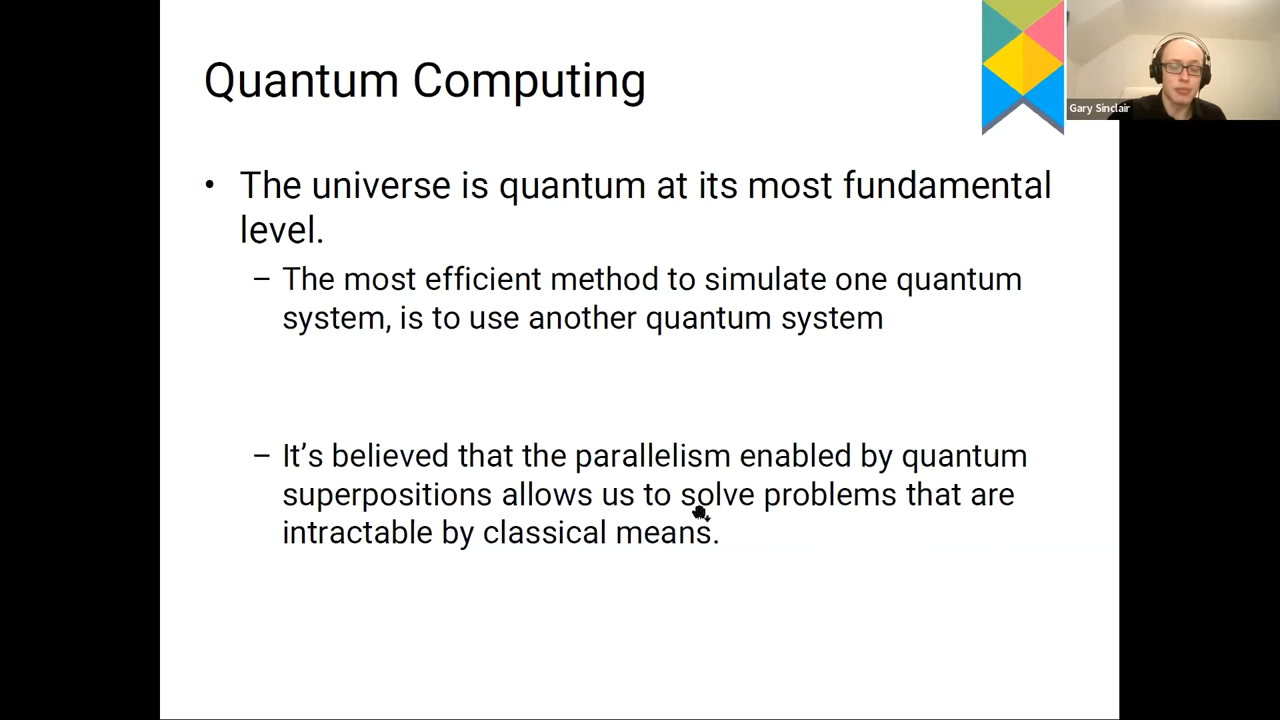 Quantum Computing
Gary Sinclair
• The universe is quantum at its most fundamental
level.
– The most efficient method to simulate one quantum
system, is to use another quantum system
– It’s believed that the parallelism enabled by quantum
superpositions allows us to solve problems that are
intractable by classical means.